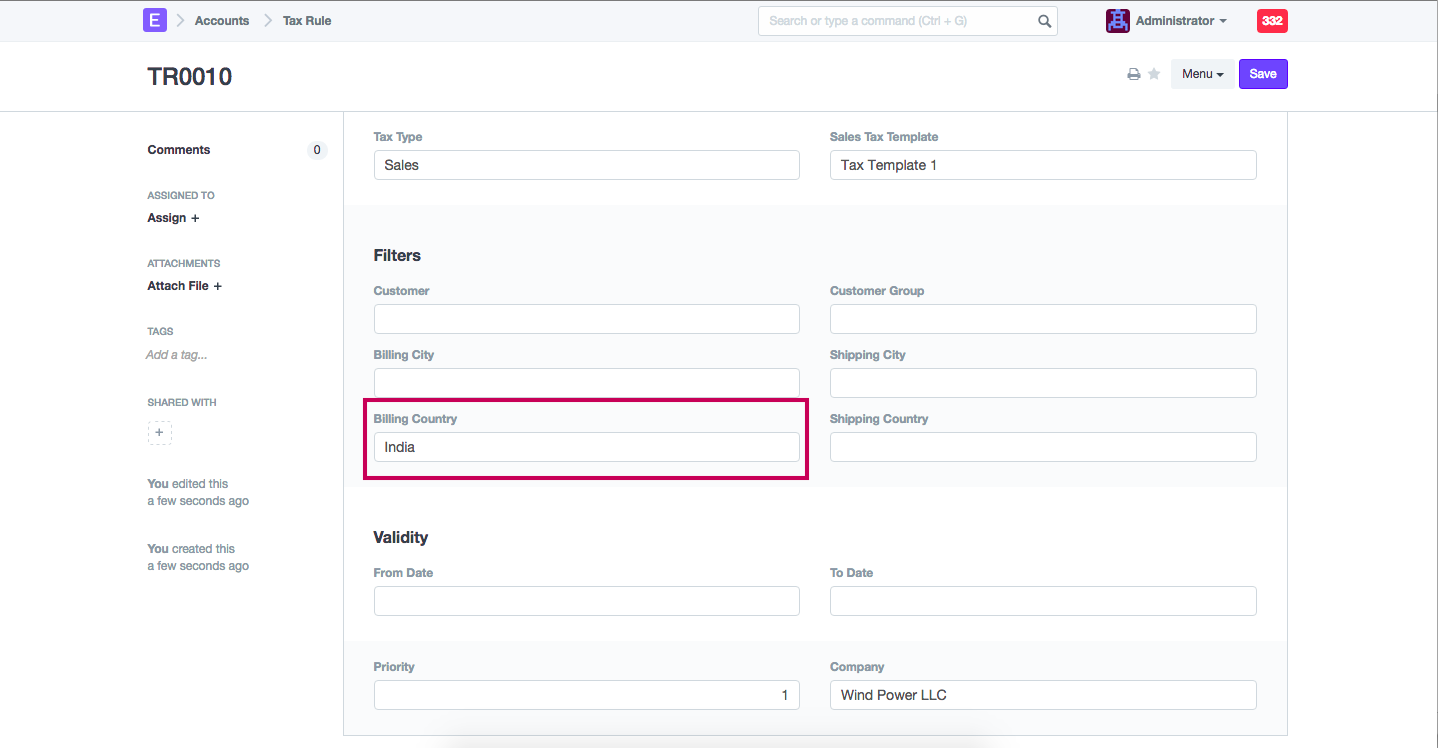 E Accounts Tax Rule Search or type a command (Ctrl + G) Administrator 332
TR0010 Menu Save
Comments 0
ASSIGNED TO
Assign +
ATTACHMENTS
Attach File +
TAGS
Add a tag...
SHARED WITH
+
You edited this
a few seconds ago
You created this
a few seconds ago
Tax Type Sales Tax Template
Sales Tax Template 1
Filters
Customer Customer Group
Billing City Shipping City
Billing Country Shipping Country
India
Validity
From Date To Date
Priority Company
1 Wind Power LLC